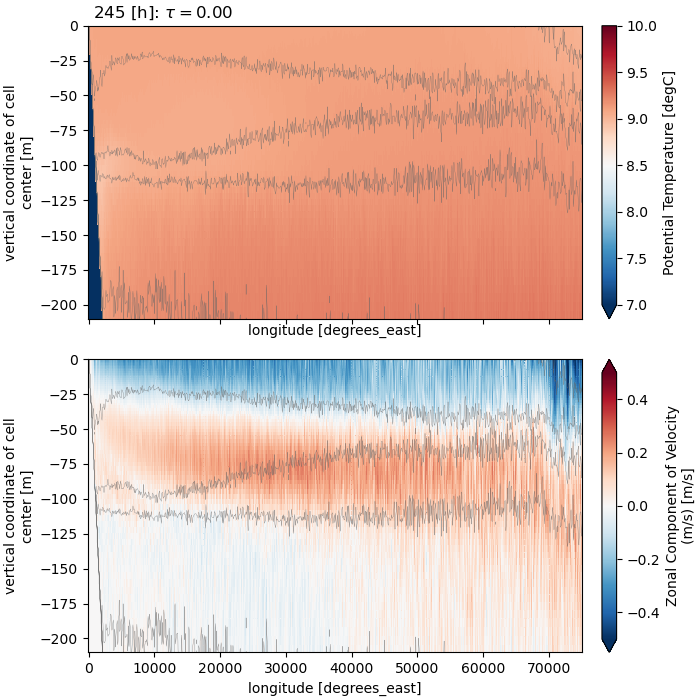 245 [h]: τ = 0.00
0
−25
−50
−75
−100
−125
−150
−175
−200
vertical coordinate of cell
center [m]
longitude [degrees_east]
10.0
9.5
9.0
8.5
8.0
7.5
7.0
Potential Temperature [degC]
0
−25
−50
−75
−100
−125
−150
−175
−200
vertical coordinate of cell
center [m]
0 10000 20000 30000 40000 50000 60000 70000
longitude [degrees_east]
0.4
0.2
0.0
−0.2
−0.4
Zonal Component of Velocity
(m/s) [m/s]